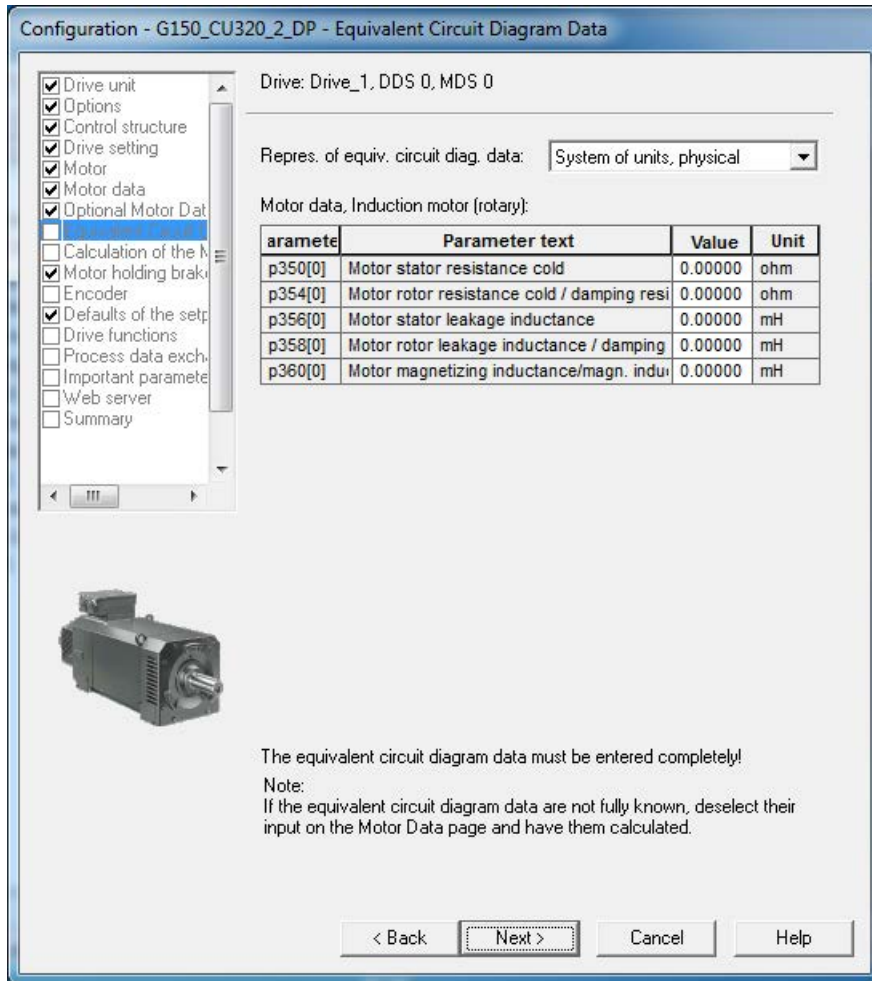 Configuration - G150_CU320_2_DP - Equivalent Circuit Diagram Data
Drive unit
Options
Control structure
Drive setting
Motor
Motor data
Optional Motor Dat
Calculation of the M
Motor holding brak
Encoder
Defaults of the setp
Drive functions
Process data exch
Important paramete
Web server
Summary
Drive: Drive_1, DDS 0, MDS 0
Repres. of equiv. circuit diag. data: System of units, physical
Motor data, Induction motor (rotary):
aramete Parameter text Value Unit
p350[0] Motor stator resistance cold 0.00000 ohm
p354[0] Motor rotor resistance cold / damping resi 0.00000 ohm
p356[0] Motor stator leakage inductance 0.00000 mH
p358[0] Motor rotor leakage inductance / damping 0.00000 mH
p360[0] Motor magnetizing inductance/magn. indu 0.00000 mH
The equivalent circuit diagram data must be entered completely!
Note:
If the equivalent circuit diagram data are not fully known, deselect their
input on the Motor Data page and have them calculated.
< Back Next > Cancel Help